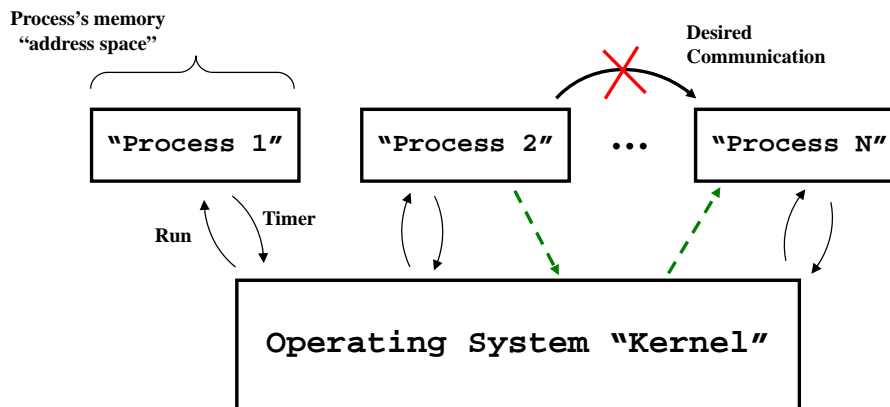 Process’s memory
“address space”
Desired
Communication
“Process 1”
“Process 2”
•••
“Process N”
Run
Timer
Operating System “Kernel”